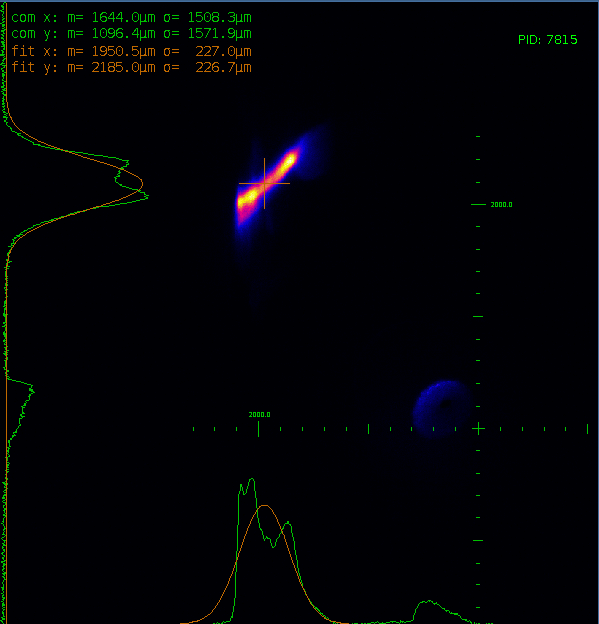 com x: m= 1644.0µm σ= 1508.3µm
com y: m= 1096.4µm σ= 1571.9µm
fit x: m= 1950.5µm σ= 227.0µm
fit y: m= 2185.0µm σ= 226.7µm
PID: 7815
2000.0
2000.0